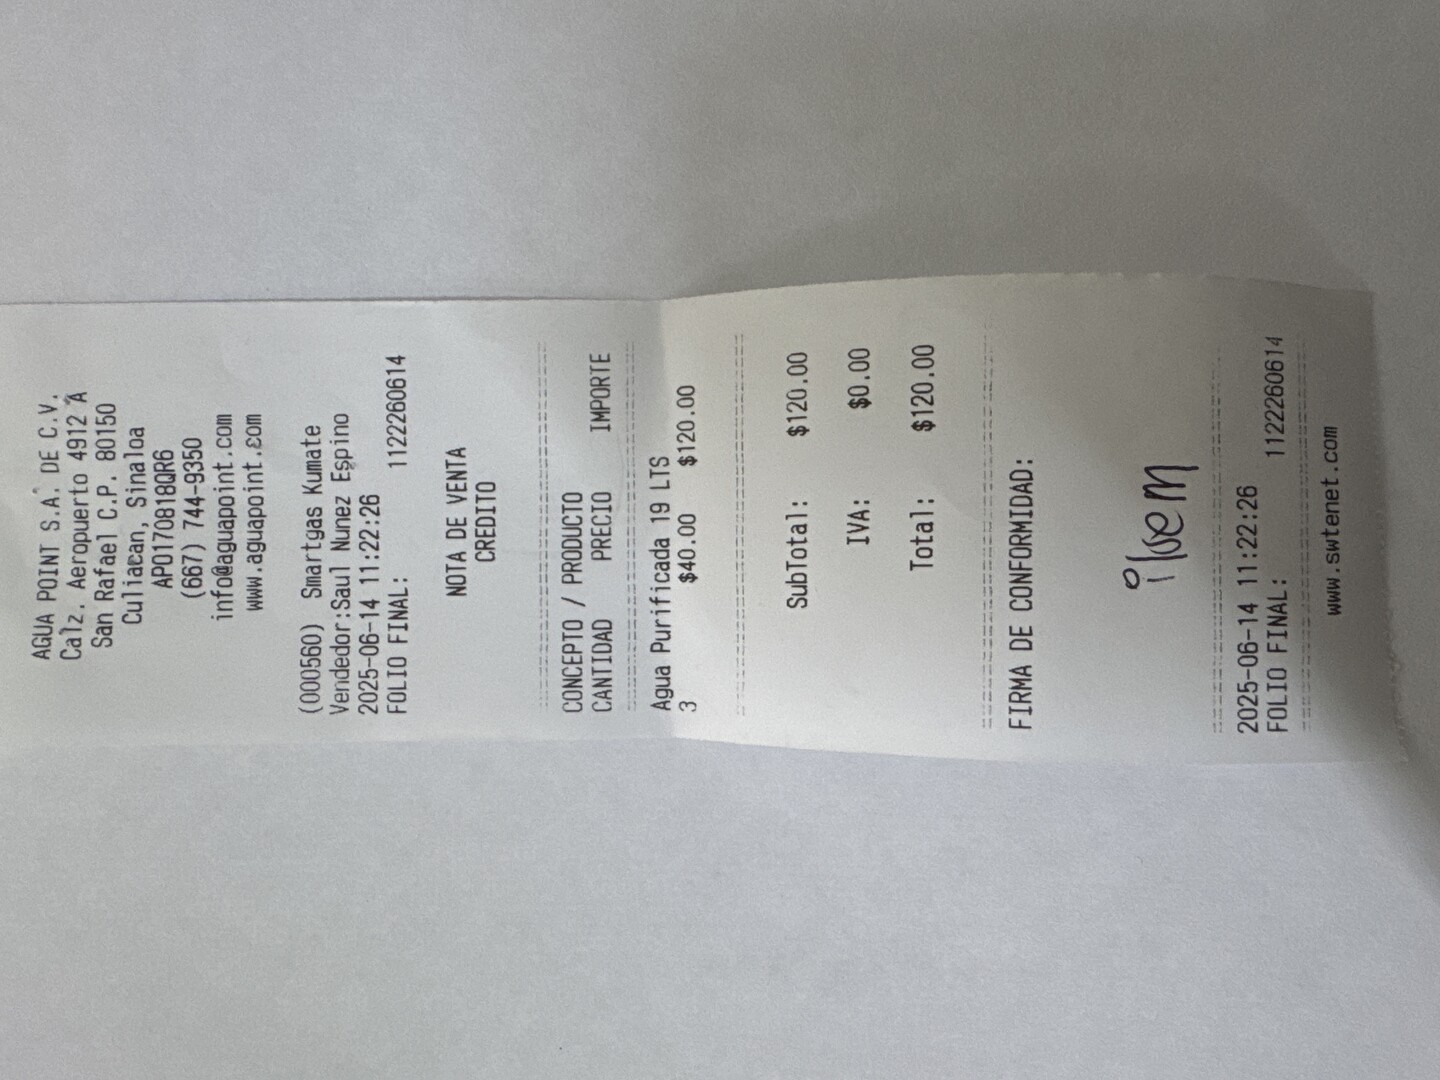 AGUA POINT S.A. DE C.V.
Calz. Aeropuerto 4912 A
San Rafael C.P. 80150
Culiacan, Sinaloa
APO170818QR6
(667) 744-9350
info@aguapoint.com
www.aguapoint.com
(000560) Smartgas Kumate
Vendedor:Saul Nunez Espino
2025-06-14 11:22:26
FOLIO FINAL: 1122260614
NOTA DE VENTA
CREDITO
CONCEPTO / PRODUCTO
CANTIDAD PRECIO IMPORTE
Agua Purificada 19 LTS
3 $40.00 $120.00
SubTotal: $120.00
IVA: $0.00
Total: $120.00
FIRMA DE CONFORMIDAD:
2025-06-14 11:22:26
FOLIO FINAL: 1122260614
www.swtenet.com